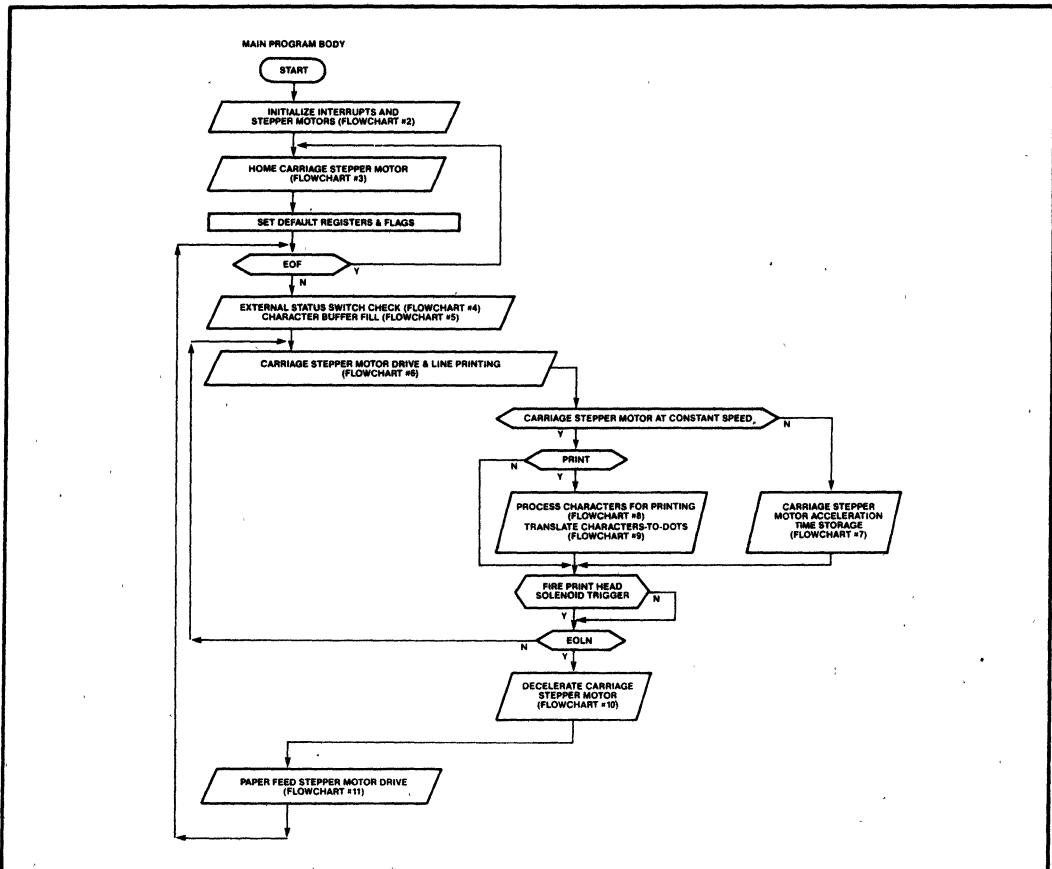 MAIN PROGRAM BODY
START
INITIALIZE INTERRUPTS AND
STEPPER MOTORS (FLOWCHART #2)
HOME CARRIAGE STEPPER MOTOR
(FLOWCHART #3)
SET DEFAULT REGISTERS & FLAGS
EOF
Y
N
EXTERNAL STATUS SWITCH CHECK (FLOWCHART #4)
CHARACTER BUFFER FILL (FLOWCHART #5)
CARRIAGE STEPPER MOTOR DRIVE & LINE PRINTING
(FLOWCHART #6)
CARRIAGE STEPPER MOTOR AT CONSTANT SPEED
N
Y
PRINT
N
Y
PROCESS CHARACTERS FOR PRINTING
(FLOWCHART #8)
TRANSLATE CHARACTERS-TO-DOTS
(FLOWCHART #9)
CARRIAGE STEPPER
MOTOR ACCELERATION
TIME STORAGE
(FLOWCHART #7)
FIRE PRINT HEAD
SOLENOID TRIGGER
N
Y
EOLN
N
Y
DECELERATE CARRIAGE
STEPPER MOTOR
(FLOWCHART #10)
PAPER FEED STEPPER MOTOR DRIVE
(FLOWCHART #11)